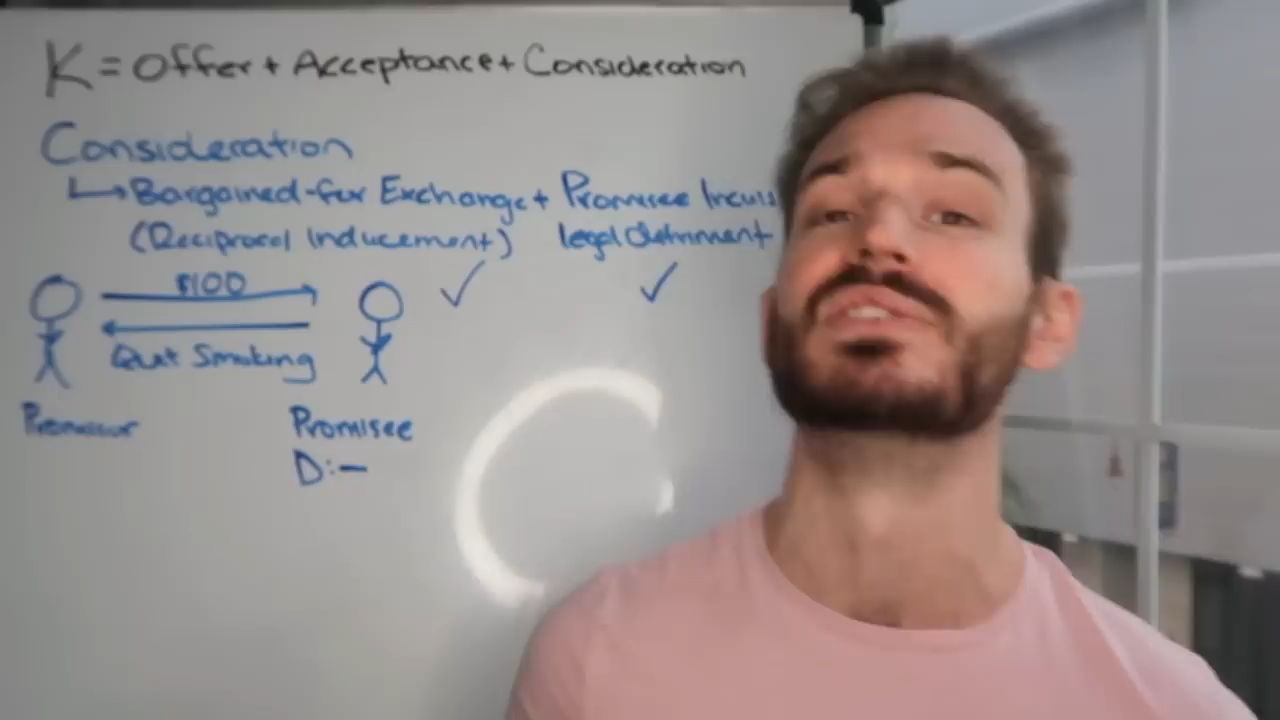 K = Offer + Acceptance + Consideration
Consideration
↳ Bargained-for Exchange + Promisee Incurs
(Reciprocal Inducement) legal detriment
$100 ✓ ✓
Quit Smoking
Promisor
Promisee
D:-